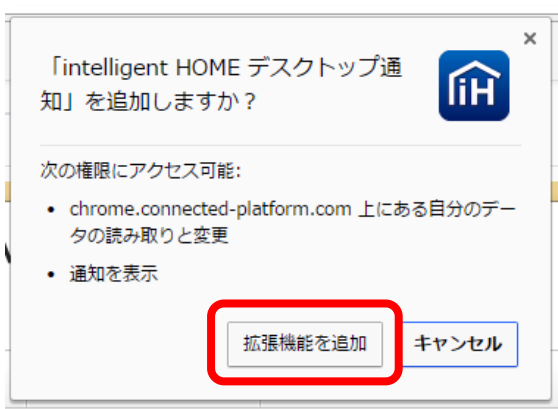 「intelligent HOME デスクトップ通
知」を追加しますか？
iH
次の権限にアクセス可能:
• chrome.connected-platform.com 上にある自分のデー
タの読み取りと変更
• 通知を表示
拡張機能を追加 キャンセル